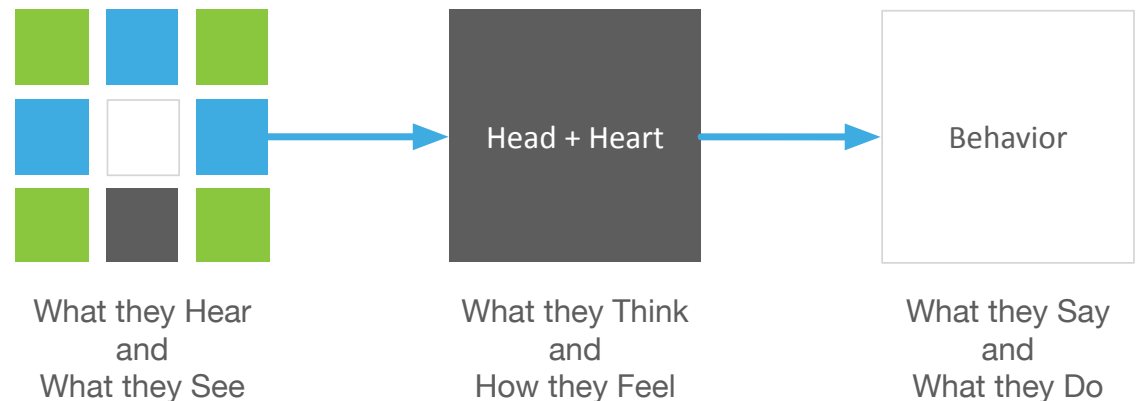 Head + Heart
Behavior
What they Hear
and
What they See
What they Think
and
How they Feel
What they Say
and
What they Do